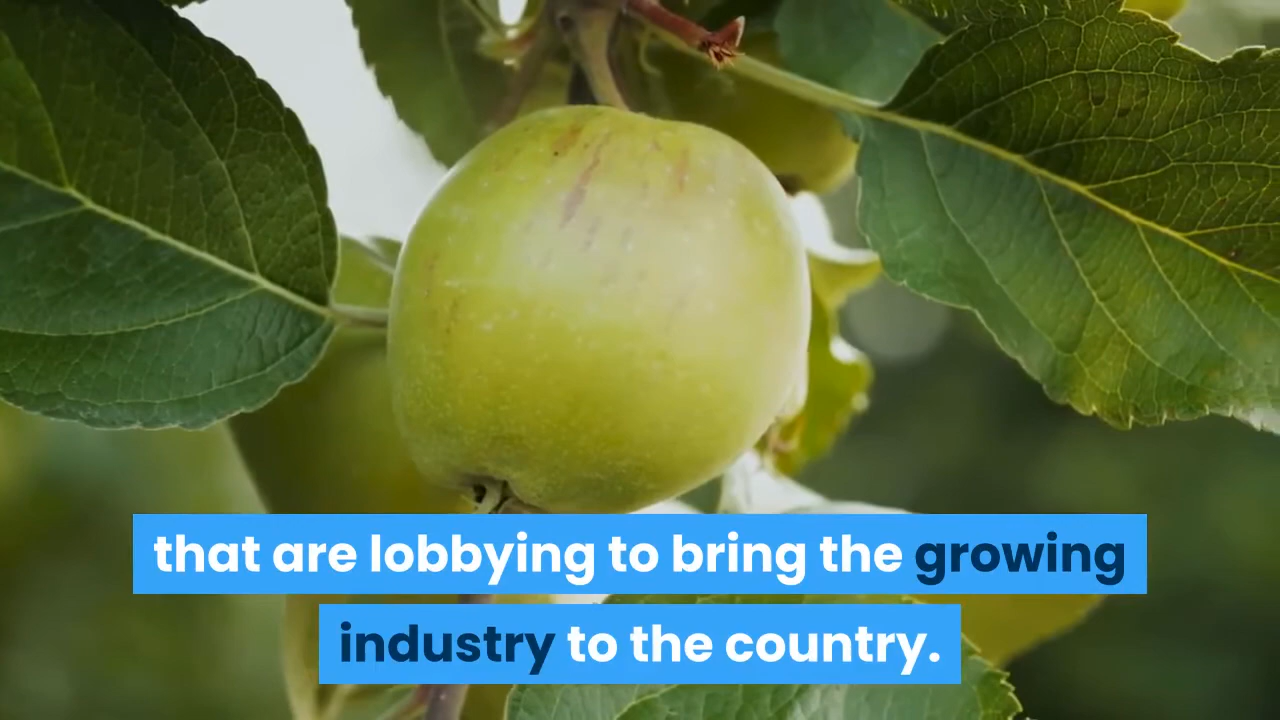 that are lobbying to bring the growing
industry to the country.